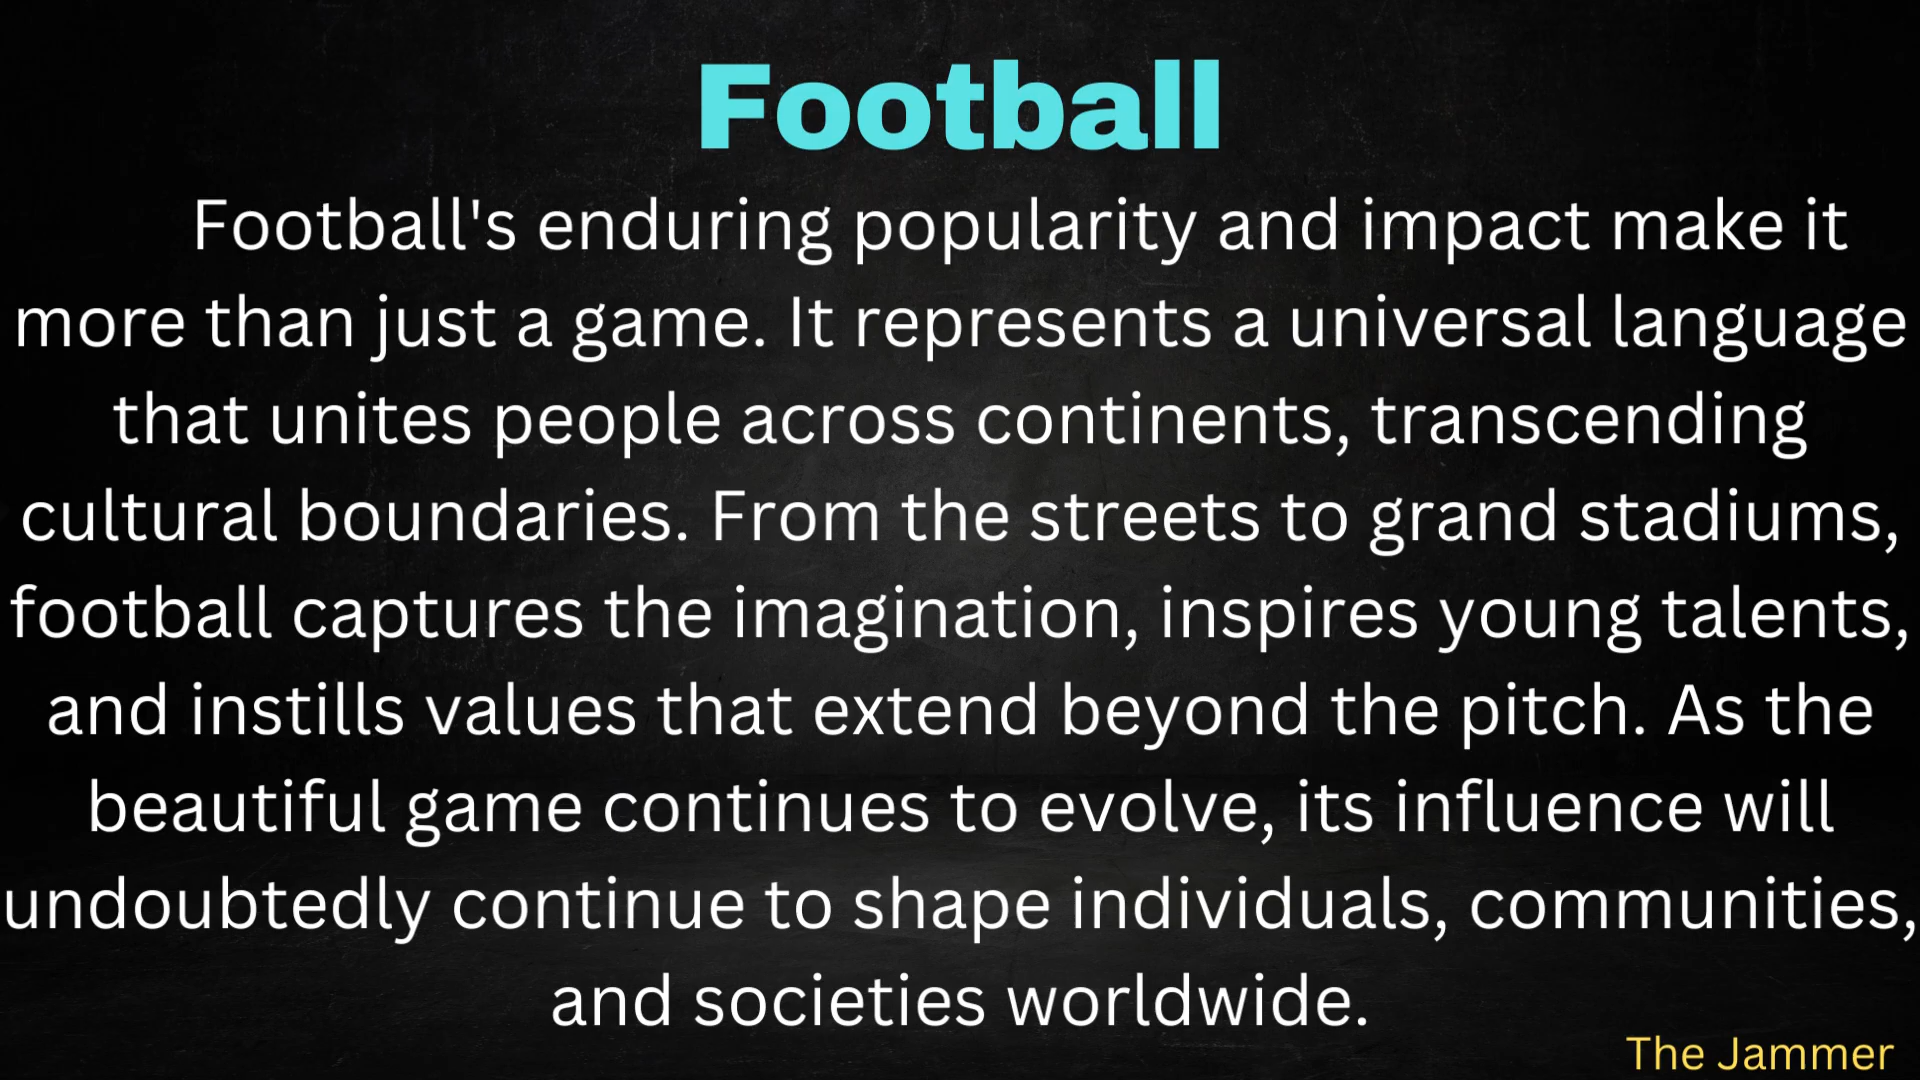 Football
Football's enduring popularity and impact make it
more than just a game. It represents a universal language
that unites people across continents, transcending
cultural boundaries. From the streets to grand stadiums,
football captures the imagination, inspires young talents,
and instills values that extend beyond the pitch. As the
beautiful game continues to evolve, its influence will
undoubtedly continue to shape individuals, communities,
and societies worldwide.
The Jammer